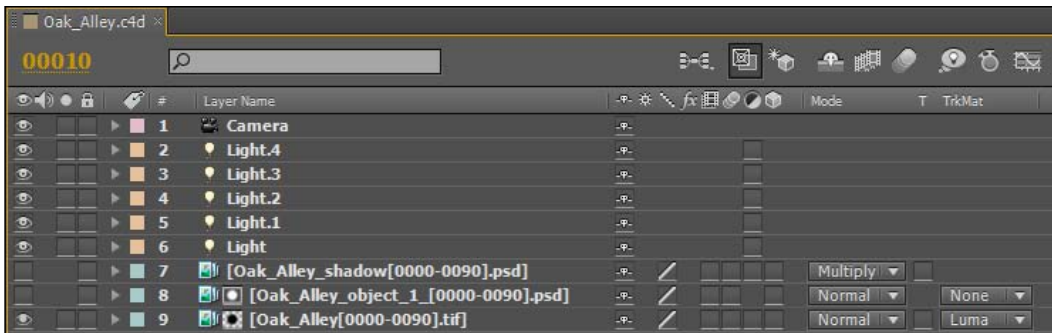 Oak_Alley.c4d ×
00010
# Layer Name fx Mode T TrkMat
1 Camera
2 Light.4
3 Light.3
4 Light.2
5 Light.1
6 Light
7 [Oak_Alley_shadow[0000-0090].psd] Multiply
8 [Oak_Alley_object_1_[0000-0090].psd] Normal None
9 [Oak_Alley[0000-0090].tif] Normal Luma